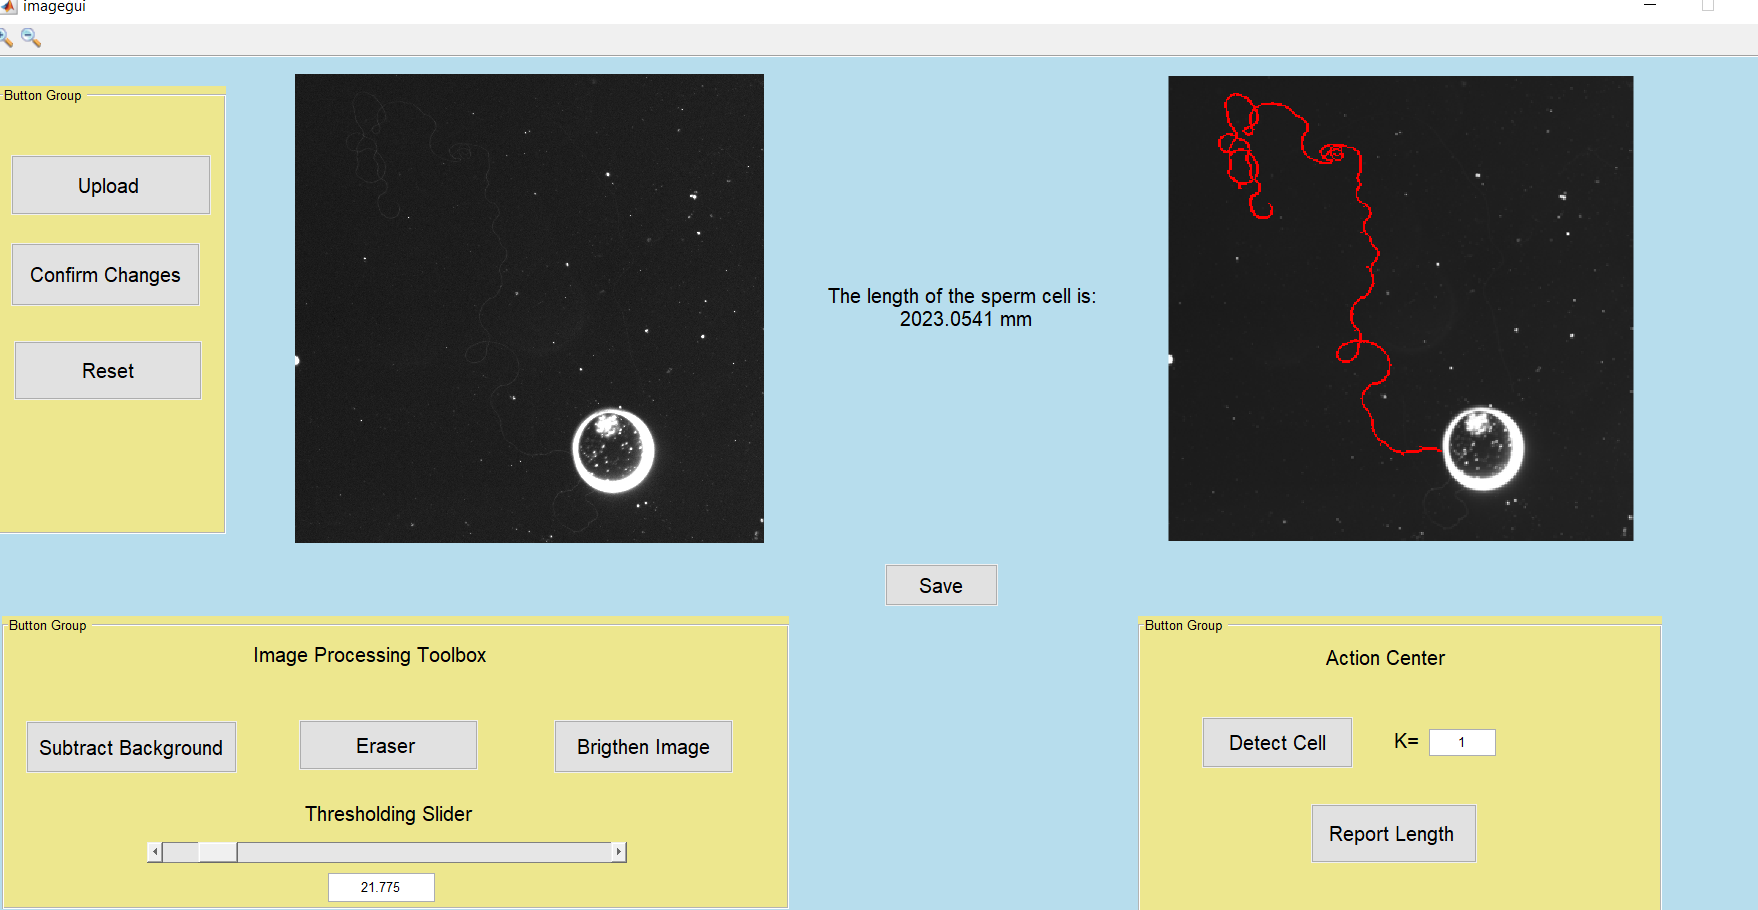 imagegui
Button Group
Upload
Confirm Changes
Reset
The length of the sperm cell is:
2023.0541 mm
Save
Button Group
Image Processing Toolbox
Subtract Background
Eraser
Brigthen Image
Thresholding Slider
21.775
Button Group
Action Center
Detect Cell
K=
1
Report Length